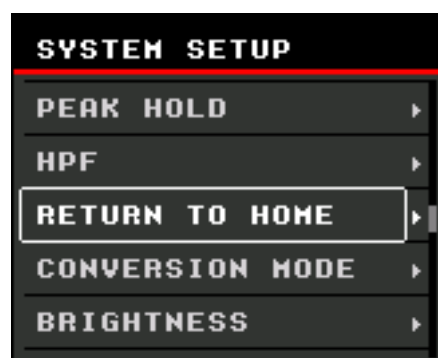 SYSTEM SETUP
PEAK HOLD
HPF
RETURN TO HOME
CONVERSION MODE
BRIGHTNESS